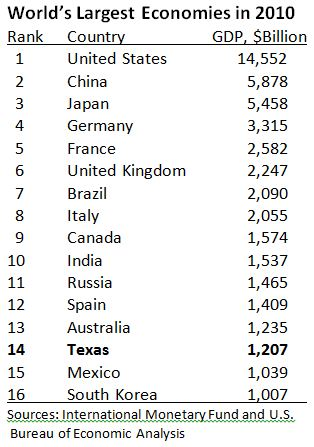 World's Largest Economies in 2010
Rank Country GDP, $Billion
1 United States 14,552
2 China 5,878
3 Japan 5,458
4 Germany 3,315
5 France 2,582
6 United Kingdom 2,247
7 Brazil 2,090
8 Italy 2,055
9 Canada 1,574
10 India 1,537
11 Russia 1,465
12 Spain 1,409
13 Australia 1,235
14 Texas 1,207
15 Mexico 1,039
16 South Korea 1,007
Sources: International Monetary Fund and U.S.
Bureau of Economic Analysis